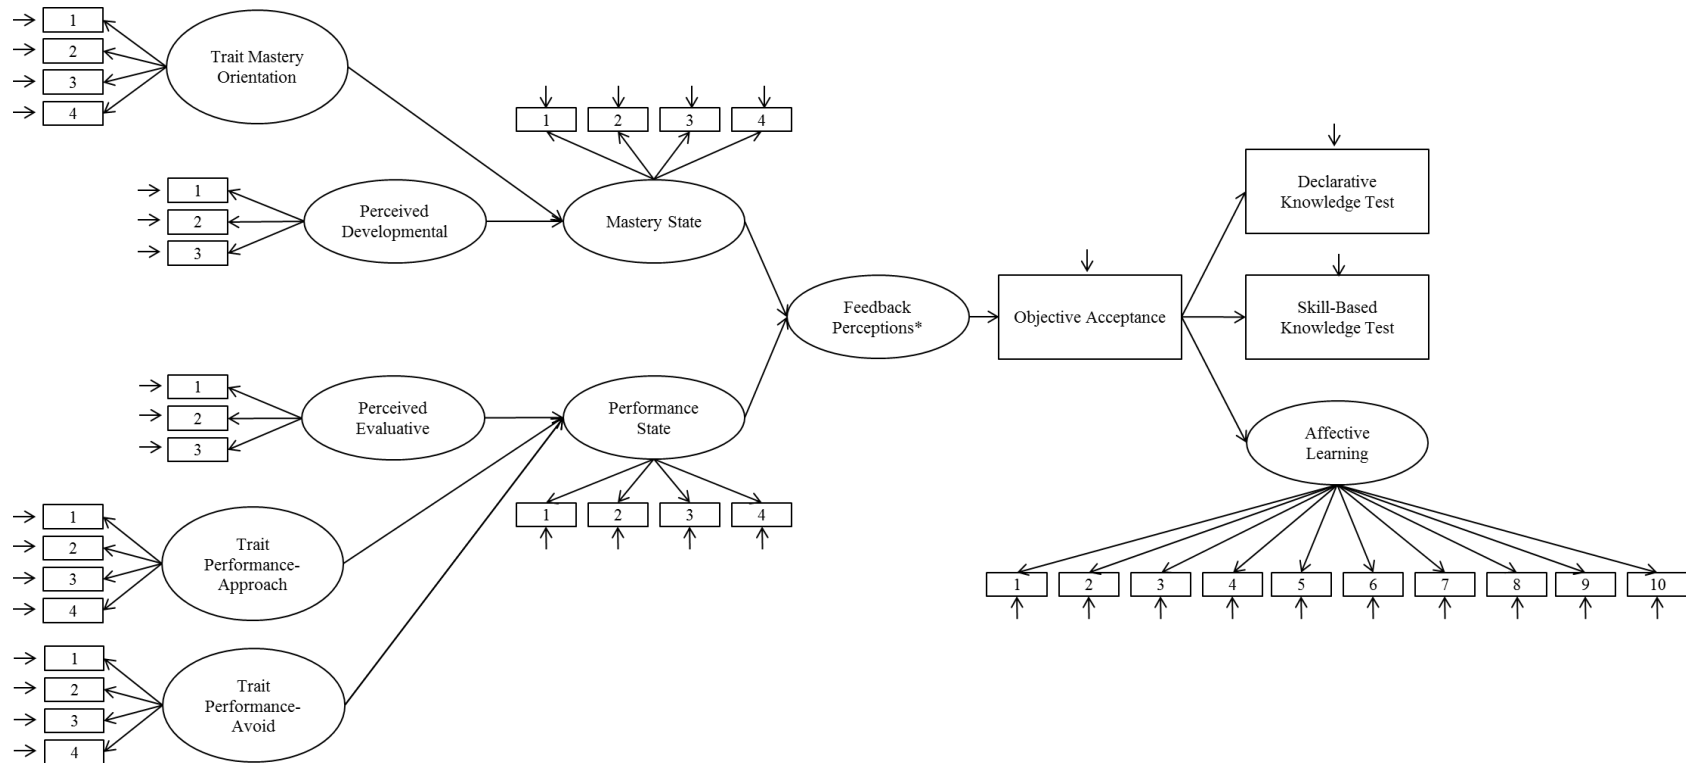 1
2
3
4
Trait Mastery
Orientation
1
2
3
4
1
2
3
Perceived
Developmental
Mastery State
Declarative
Knowledge Test
Feedback
Perceptions*
Objective Acceptance
Skill-Based
Knowledge Test
1
2
3
Perceived
Evaluative
Performance
State
Affective
Learning
1
2
3
4
1
2
3
4
Trait
Performance-
Approach
1
2
3
4
5
6
7
8
9
10
1
2
3
4
Trait
Performance-
Avoid